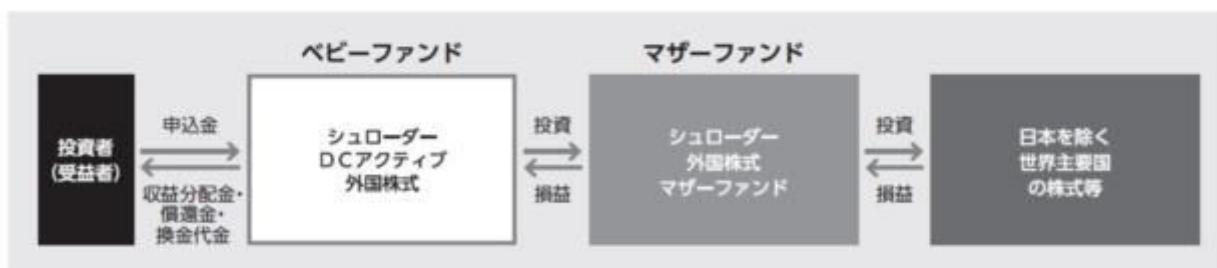 ベビーファンド
マザーファンド
投資者
(受益者)
申込金
収益分配金・
償還金・
換金代金
シュローダー
DCアクティブ
外国株式
投資
損益
シュローダー
外国株式
マザーファンド
投資
損益
日本を除く
世界主要国
の株式等